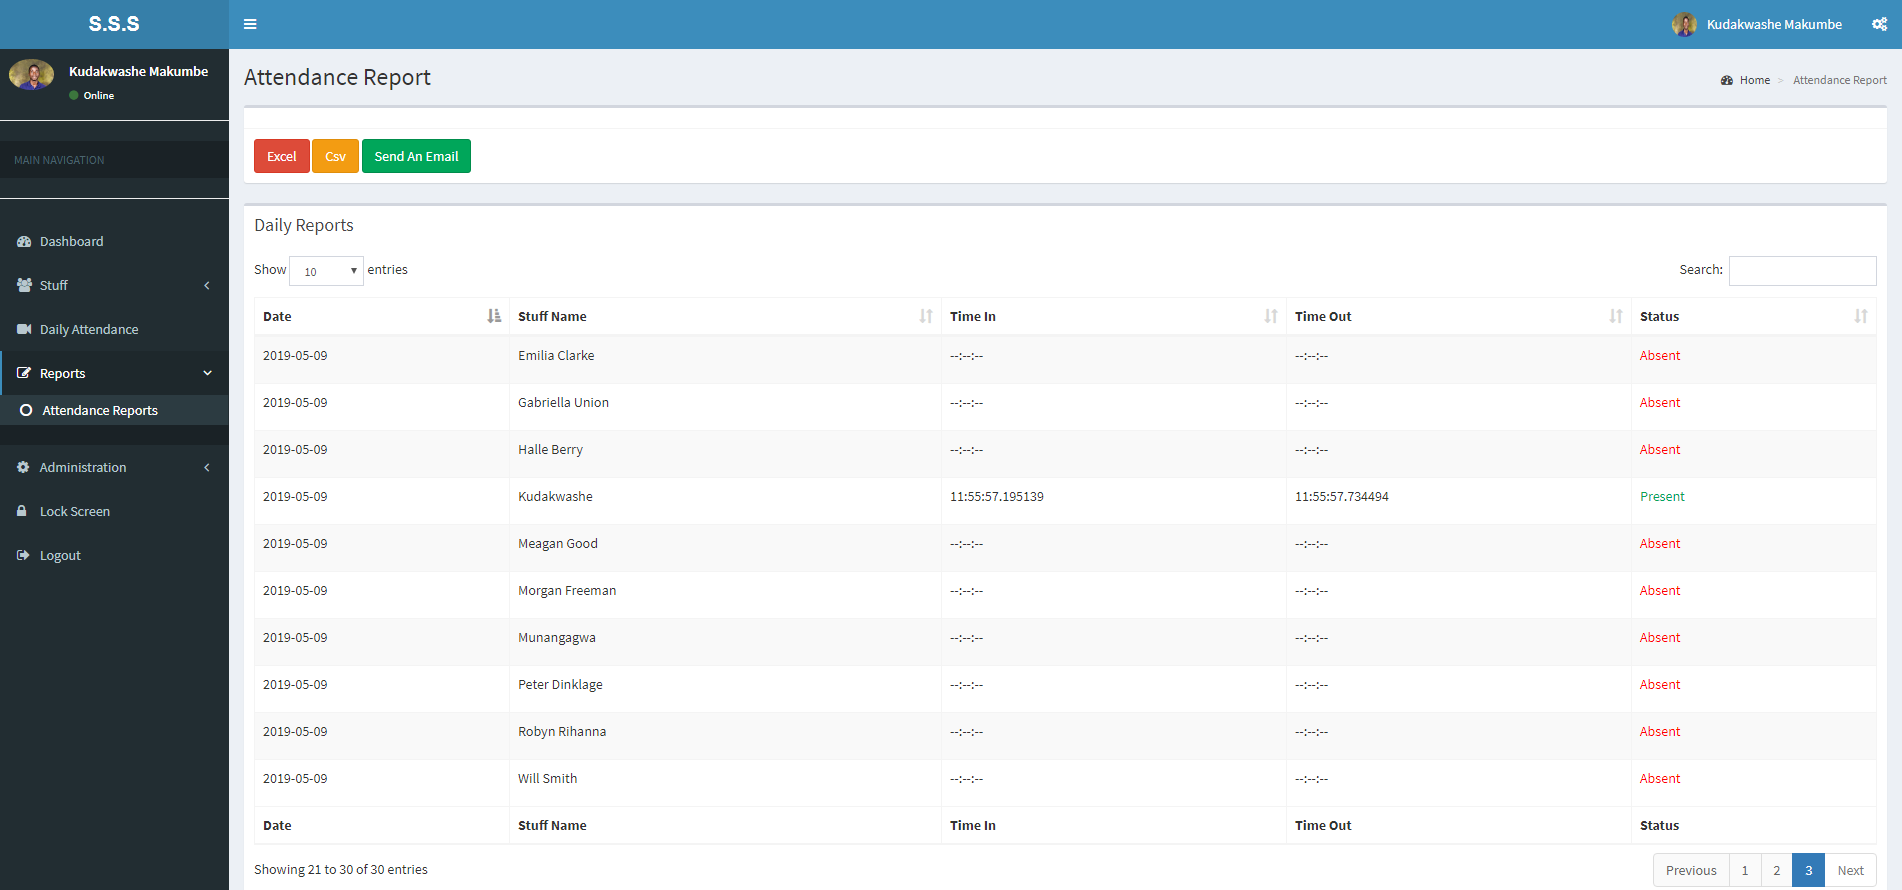 S.S.S
Kudakwashe Makumbe
Kudakwashe Makumbe
Online
MAIN NAVIGATION
Dashboard
Stuff
Daily Attendance
Reports
Attendance Reports
Administration
Lock Screen
Logout
Attendance Report
Home > Attendance Report
Excel Csv Send An Email
Daily Reports
Show 10 entries Search:
Date Stuff Name Time In Time Out Status
2019-05-09 Emilia Clarke --:--:-- --:--:-- Absent
2019-05-09 Gabriella Union --:--:-- --:--:-- Absent
2019-05-09 Halle Berry --:--:-- --:--:-- Absent
2019-05-09 Kudakwashe 11:55:57.195139 11:55:57.734494 Present
2019-05-09 Meagan Good --:--:-- --:--:-- Absent
2019-05-09 Morgan Freeman --:--:-- --:--:-- Absent
2019-05-09 Munangagwa --:--:-- --:--:-- Absent
2019-05-09 Peter Dinklage --:--:-- --:--:-- Absent
2019-05-09 Robyn Rihanna --:--:-- --:--:-- Absent
2019-05-09 Will Smith --:--:-- --:--:-- Absent
Date Stuff Name Time In Time Out Status
Showing 21 to 30 of 30 entries Previous 1 2 3 Next